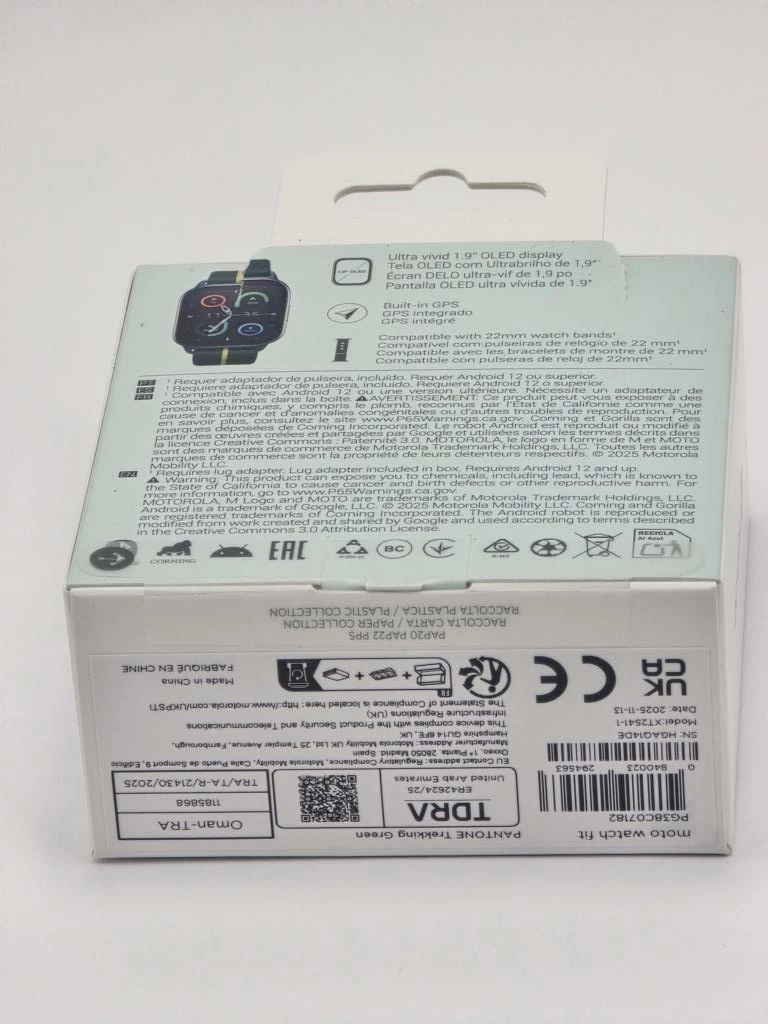 1.9" OLED
Ultra vivid 1.9" OLED display
Tela OLED com Ultrabrilho de 1,9"
Écran DELO ultra-vif de 1,9 po
Pantalla OLED ultra vívida de 1.9"
Built-in GPS
GPS integrado
GPS intégré
Compatible with 22mm watch bands¹
Compatível com pulseiras de relógio de 22 mm¹
Compatible avec les bracelets de montre de 22 mm¹
Compatible con pulseras de reloj de 22mm¹
PT ¹ Requer adaptador de pulseira, incluído. Requer Android 12 ou superior.
ES ¹ Requiere adaptador de pulsera, incluido. Requiere Android 12 o superior.
FR ¹ Compatible avec Android 12 ou une version ultérieure. Nécessite un adaptateur de
connexion, inclus dans la boîte. AVERTISSEMENT: Ce produit peut vous exposer à des
produits chimiques, y compris le plomb, reconnus par l'État de Californie comme une
cause de cancer et d'anomalies congénitales ou d'autres troubles de reproduction. Pour
en savoir plus, consultez le site www.P65Warnings.ca.gov. Corning et Gorilla sont des
marques déposées de Corning Incorporated. Le robot Android est reproduit ou modifié à
partir des œuvres créées et partagées par Google et utilisées selon les termes décrits dans
la licence Creative Commons : Paternité 3.0. MOTOROLA, le logo en forme de M et MOTO
sont des marques de commerce de Motorola Trademark Holdings, LLC. Toutes les autres
marques de commerce sont la propriété de leurs détenteurs respectifs. © 2025 Motorola
Mobility LLC.
EN ¹ Requires lug adapter. Lug adapter included in box. Requires Android 12 and up.
Warning: This product can expose you to chemicals, including lead, which is known to
the State of California to cause cancer and birth defects or other reproductive harm. For
more information, go to www.P65Warnings.ca.gov.
MOTOROLA, M Logo and MOTO are trademarks of Motorola Trademark Holdings, LLC.
Android is a trademark of Google, LLC. © 2025 Motorola Mobility LLC. Corning and Gorilla
are registered trademarks of Corning Incorporated. The Android robot is reproduced or
modified from work created and shared by Google and used according to terms described
in the Creative Commons 3.0 Attribution License.
CORNING
EAC
BC
RECICLA
Al Azul
moto watch fit
PG38C07182
0 840023 294563
SN: HGAO14DE
Model:XT2541-1
Date: 2025-11-13
UKCA
CE
PANTONE Trekking Green
TDRA
ER42624/25
United Arab Emirates
Oman-TRA
1185868
TRA/TA-R/21430/2025
EU Contact address: Regulatory Compliance, Motorola Mobility, Calle Puerto de Somport 9, Edificio
Oxxeo, 1ª Planta, Madrid 28050 Spain
Manufacturer Address: Motorola Mobility UK Ltd, 25 Templer Avenue, Farnborough,
Hampshire GU14 6FE, UK
This device complies with the Product Security and Telecommunications
Infrastructure Regulations (UK)
The Statement of Compliance is located here : http://www.motorola.com/UKPSTI
FR
Made in China
FABRIQUÉ EN CHINE
PAP20 PAP22 PP5
RACCOLTA CARTA / PAPER COLLECTION
RACCOLTA PLASTICA / PLASTIC COLLECTION